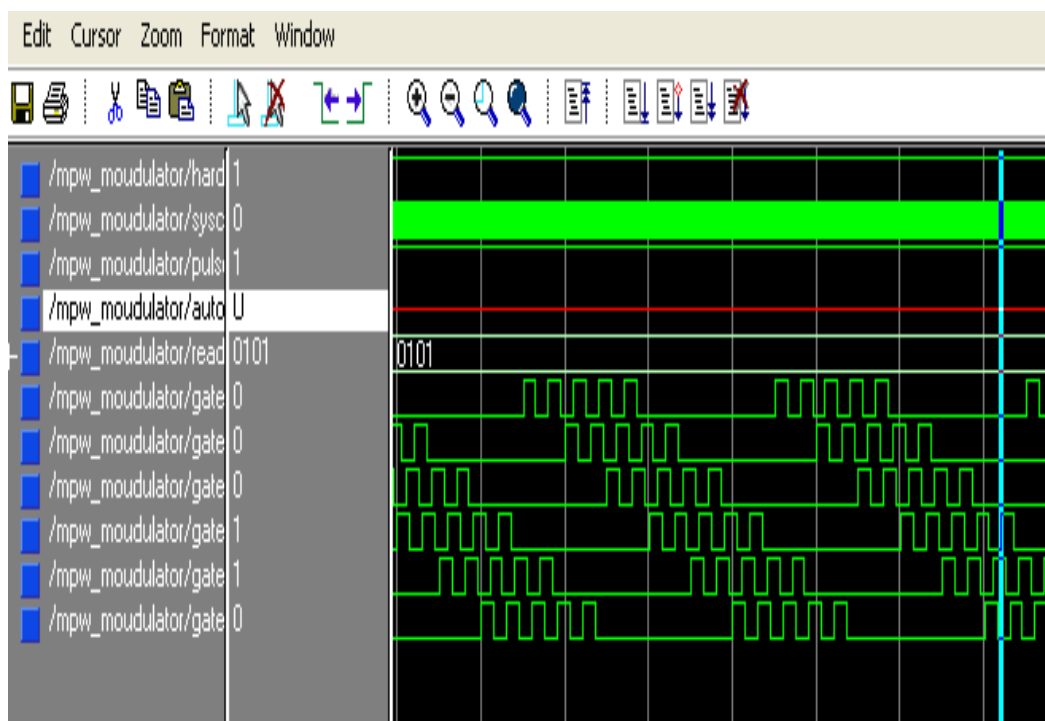 Edit Cursor Zoom Format Window
/mpw_moudulator/hard 1
/mpw_moudulator/sysc 0
/mpw_moudulator/puls 1
/mpw_moudulator/auto U
/mpw_moudulator/read 0101 0101
/mpw_moudulator/gate 0
/mpw_moudulator/gate 0
/mpw_moudulator/gate 0
/mpw_moudulator/gate 1
/mpw_moudulator/gate 1
/mpw_moudulator/gate 0